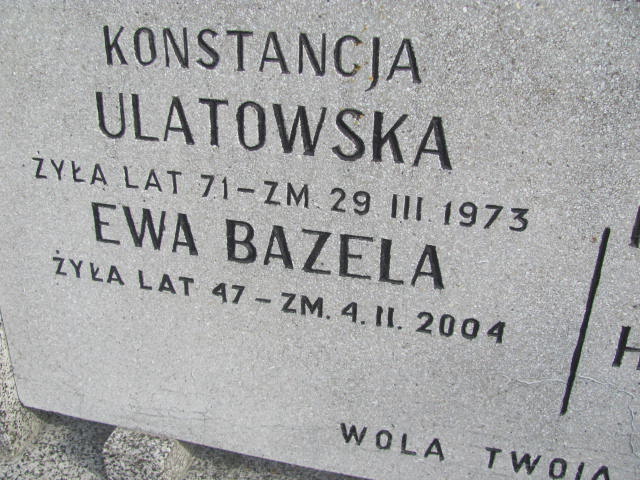 KONSTANCJA
ULATOWSKA
ŻYŁA LAT 71 - ZM. 29 III 1973
EWA BAZELA
ŻYŁA LAT 47 - ZM. 4. II. 2004
WOLA TWOJA